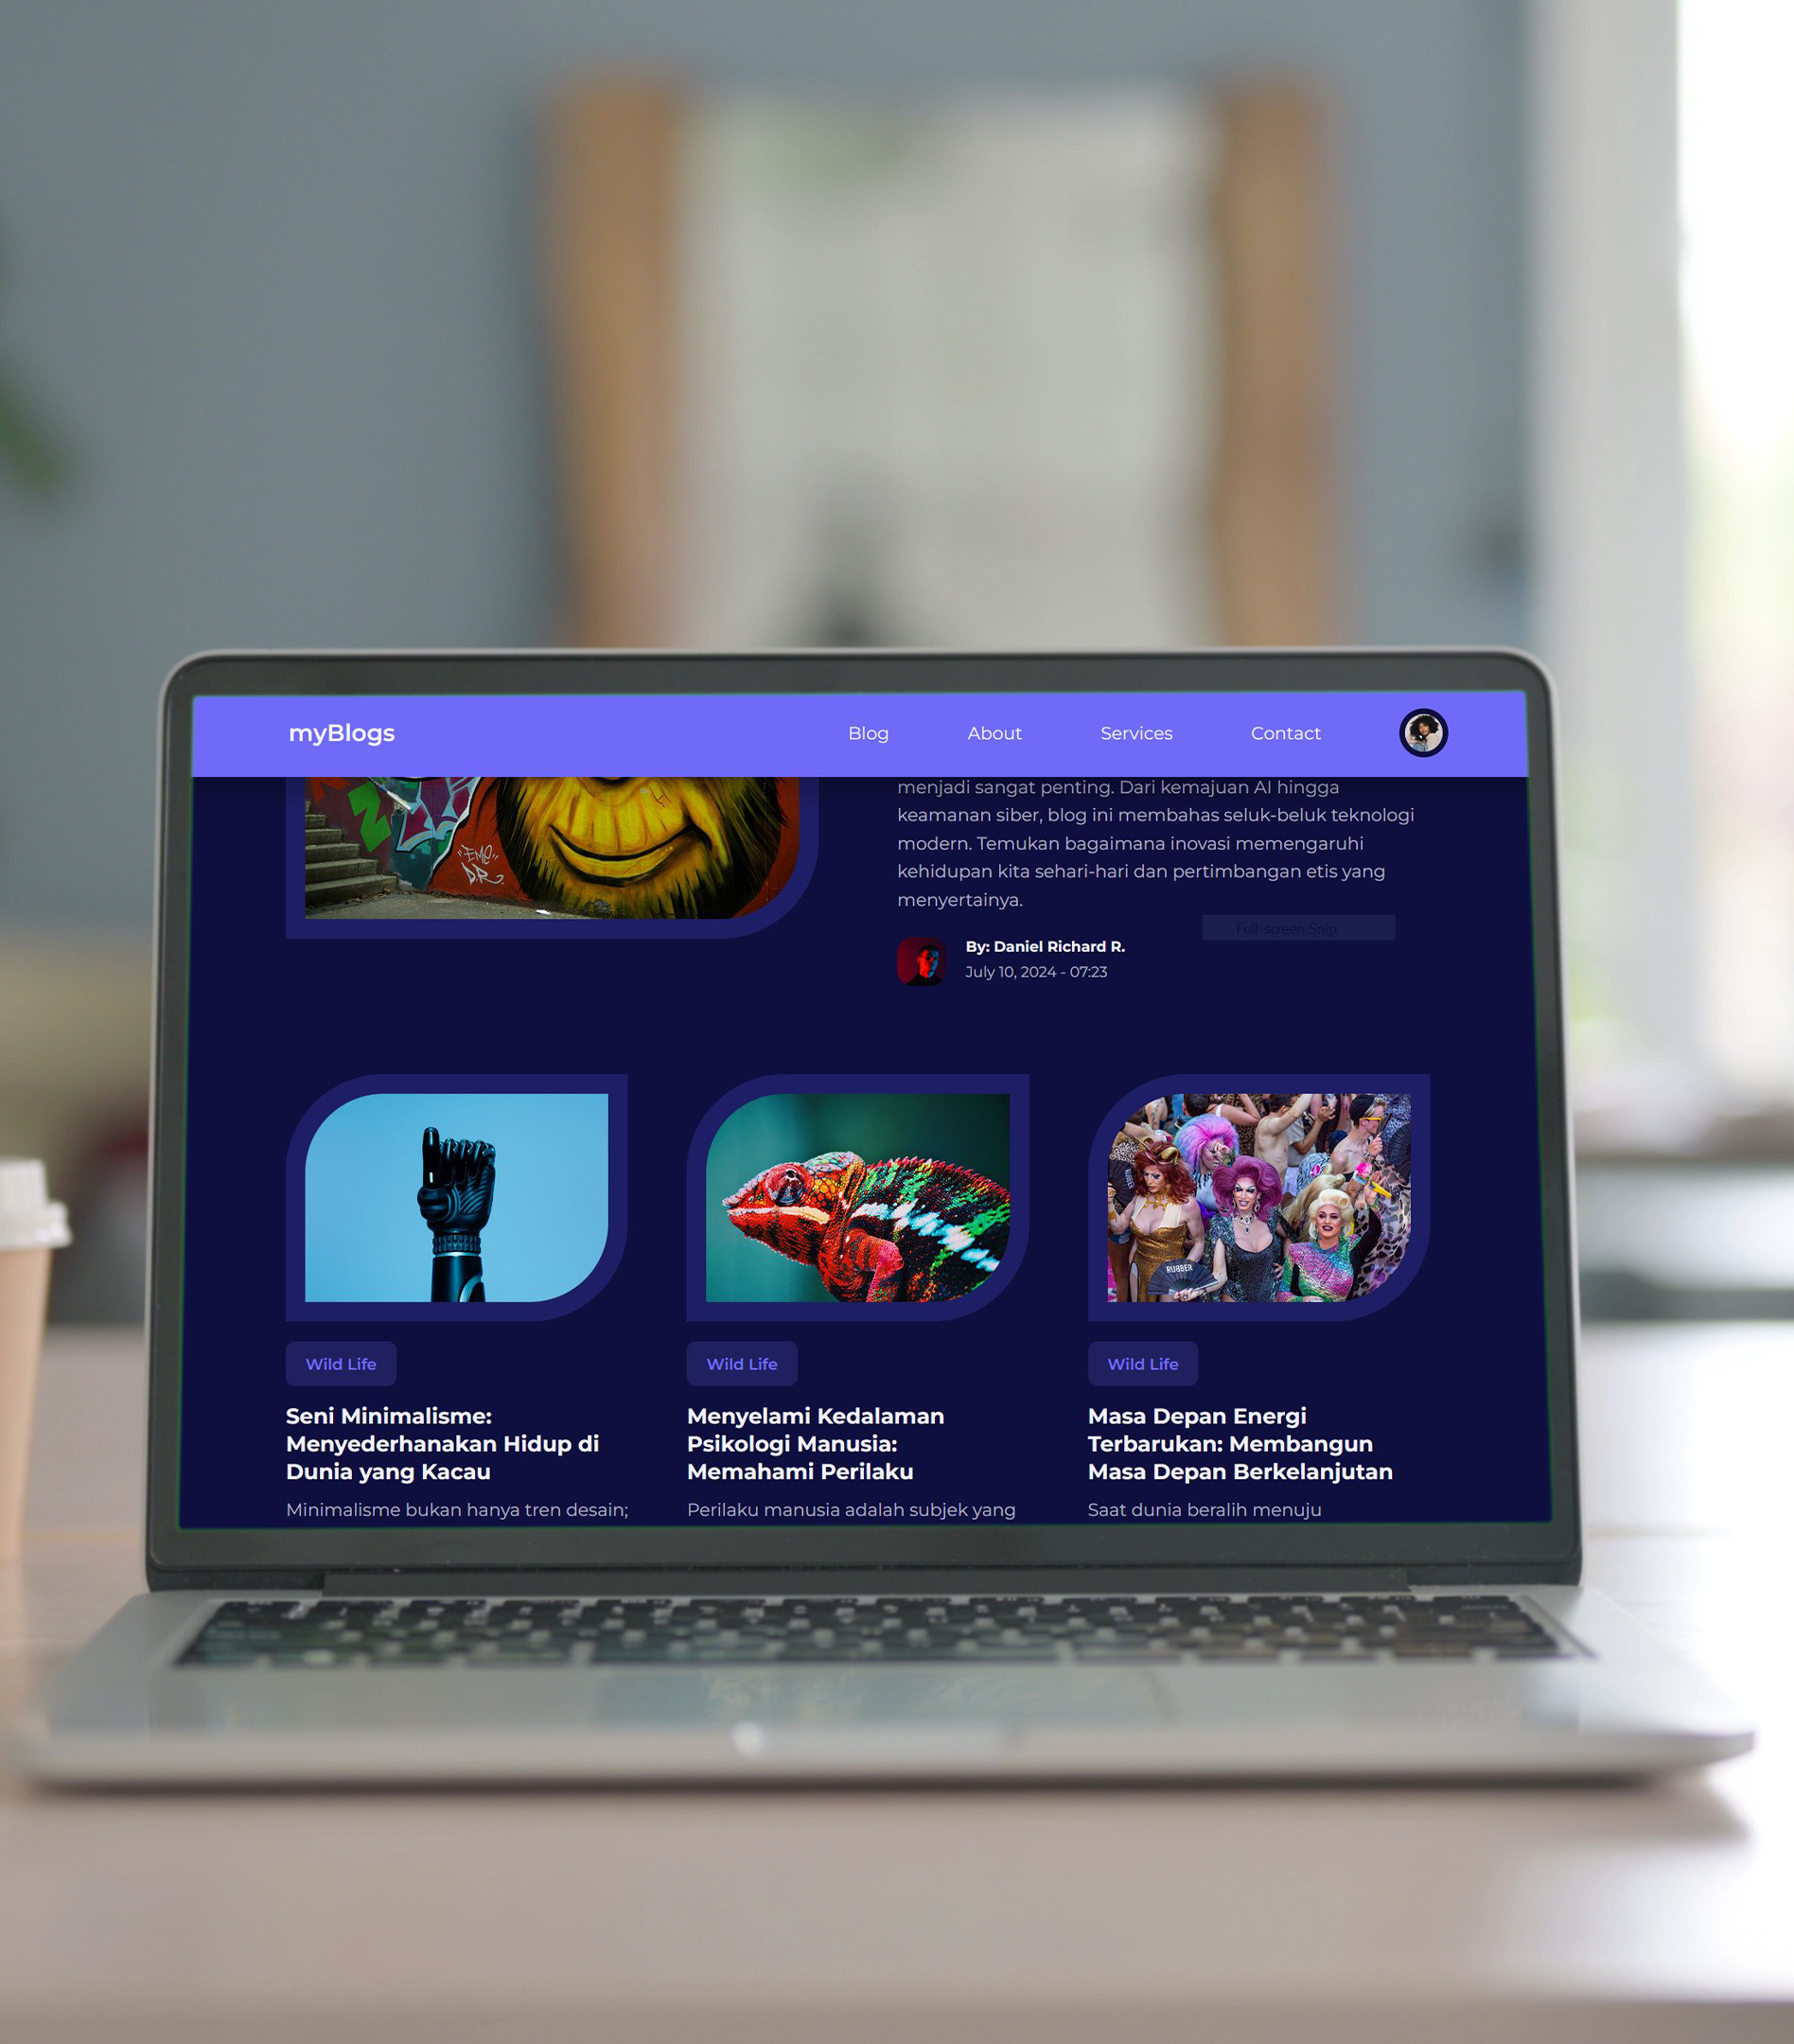 myBlogs
Blog About Services Contact
menjadi sangat penting. Dari kemajuan AI hingga
keamanan siber, blog ini membahas seluk-beluk teknologi
modern. Temukan bagaimana inovasi memengaruhi
kehidupan kita sehari-hari dan pertimbangan etis yang
menyertainya.
Full-screen Snip
By: Daniel Richard R.
July 10, 2024 - 07:23
RUBBER
Wild Life
Seni Minimalisme:
Menyederhanakan Hidup di
Dunia yang Kacau
Minimalisme bukan hanya tren desain;
Wild Life
Menyelami Kedalaman
Psikologi Manusia:
Memahami Perilaku
Perilaku manusia adalah subjek yang
Wild Life
Masa Depan Energi
Terbarukan: Membangun
Masa Depan Berkelanjutan
Saat dunia beralih menuju